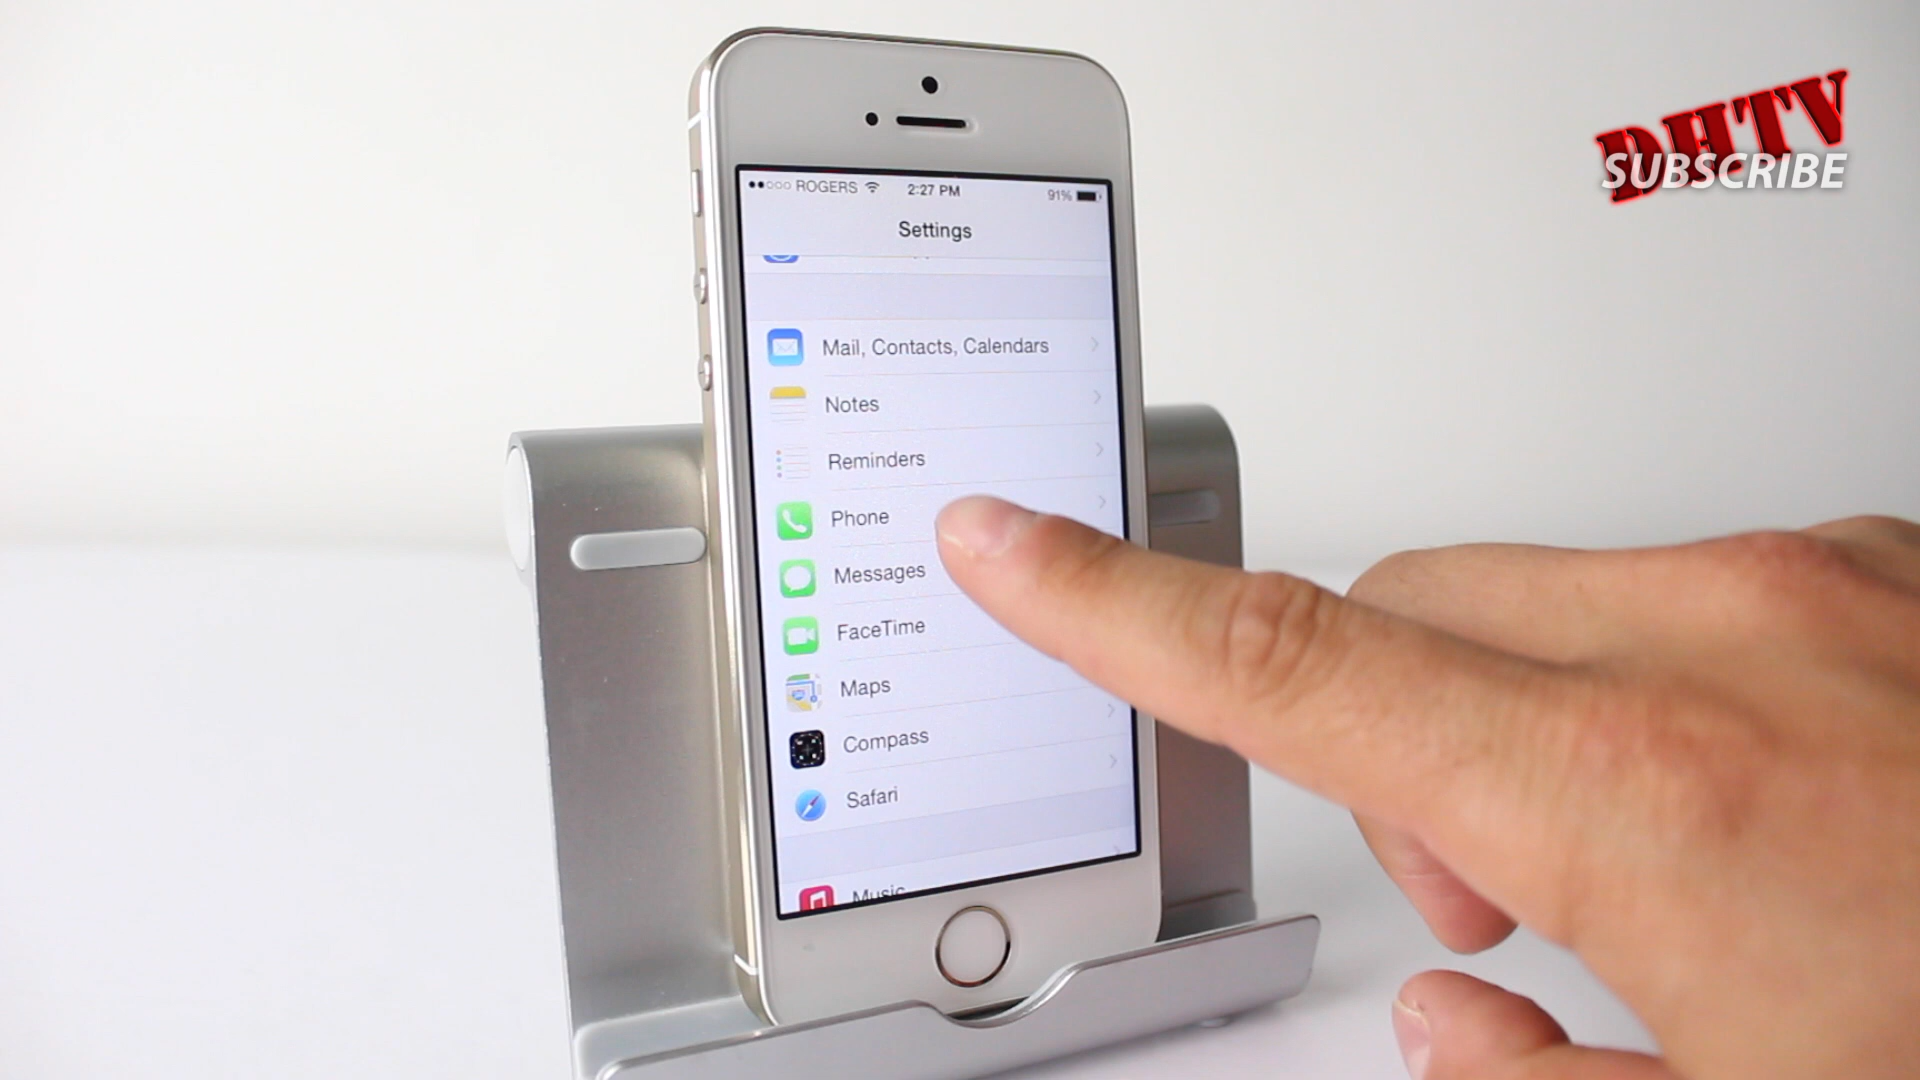 ROGERS 2:27 PM 91%
Settings
Mail, Contacts, Calendars
Notes
Reminders
Phone
Messages
FaceTime
Maps
Compass
Safari
Music
DHTV
SUBSCRIBE